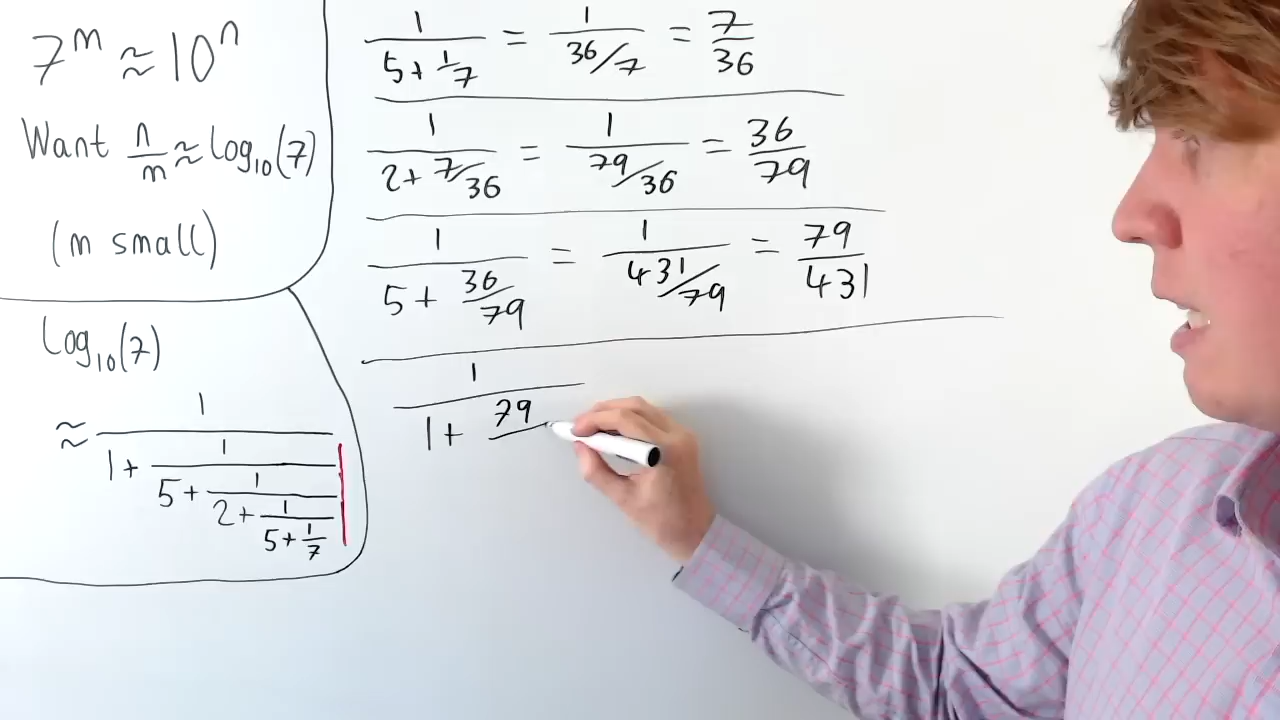 7^m ≈ 10^n
Want n/m ≈ log_10(7)
(m small)
log_10(7)
≈ 1/(1 + 1/(5 + 1/(2 + 1/(5 + 1/7))))
1/(5 + 1/7) = 1/(36/7) = 7/36
1/(2 + 7/36) = 1/(79/36) = 36/79
1/(5 + 36/79) = 1/(431/79) = 79/431
1/(1 + 79/